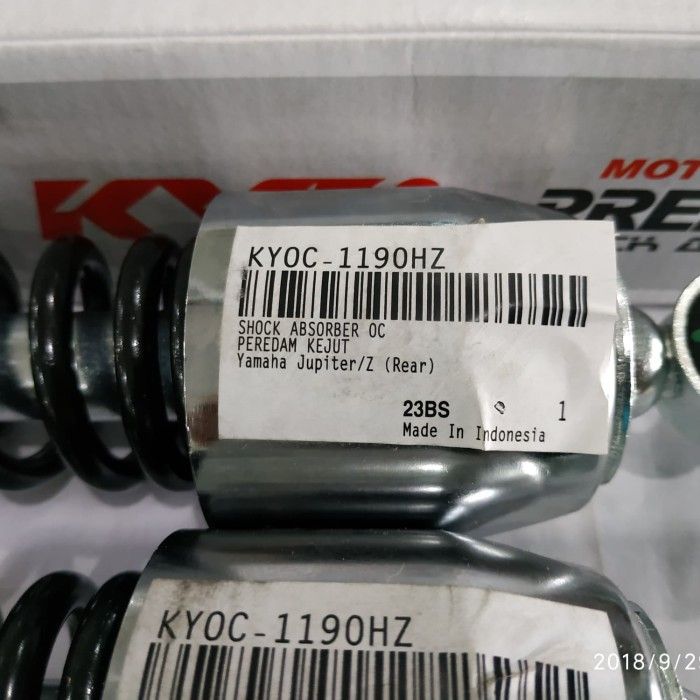 MOT
KYOC-1190HZ
SHOCK ABSORBER OC
PEREDAM KEJUT
Yamaha Jupiter/Z (Rear)
23BS 1
Made In Indonesia
KYOC-1190HZ
2018/9/2